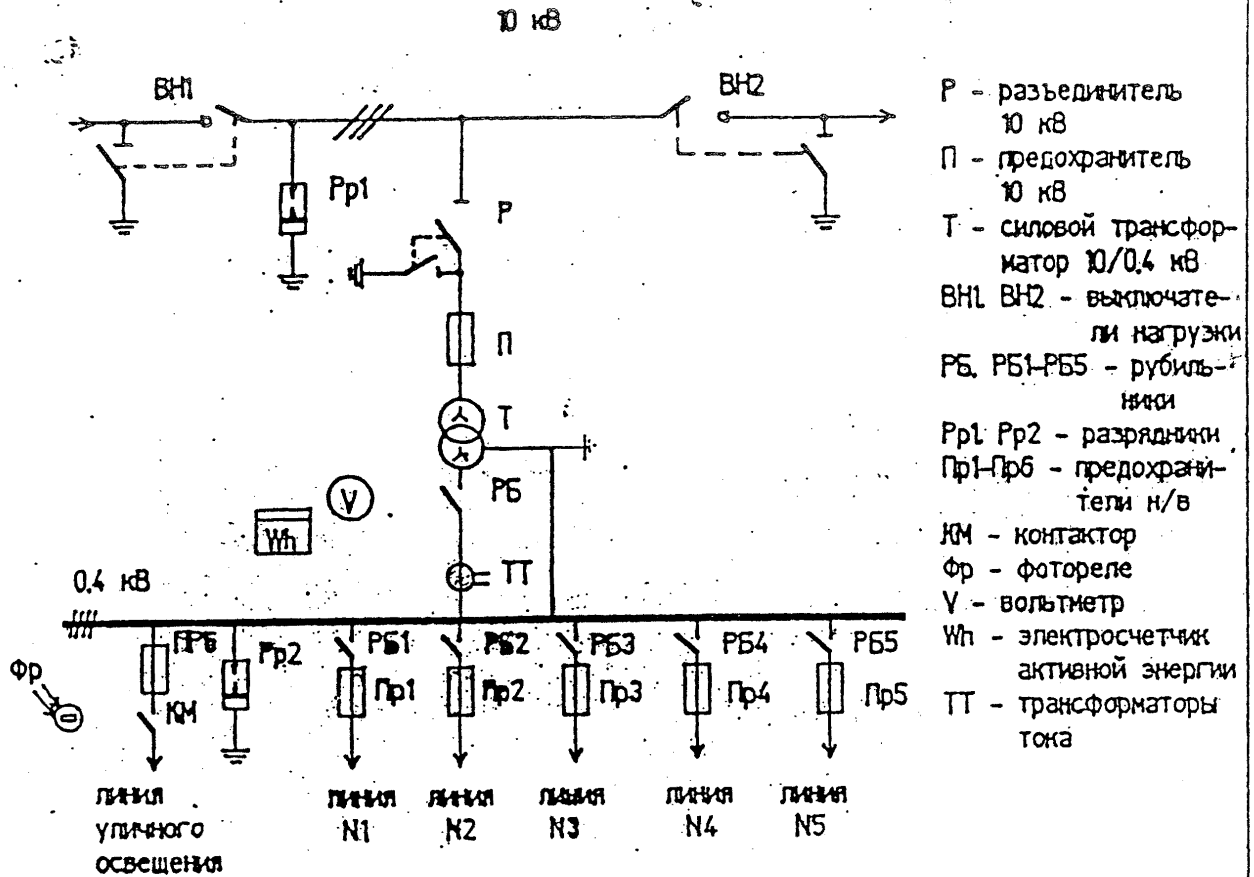 10 кВ
ВН1
ВН2
Рр1
Р
П
Т
РБ
V
Wh
ТТ
0.4 кВ
ПР6
Рр2
РБ1
РБ2
РБ3
РБ4
РБ5
Фр
КМ
Пр1
Пр2
Пр3
Пр4
Пр5
линия
уличного
освещения
линия
N1
линия
N2
линия
N3
линия
N4
линия
N5
Р - разъединитель
10 кВ
П - предохранитель
10 кВ
Т - силовой трансфор-
матор 10/0.4 кВ
ВН1 ВН2 - выключате-
ли нагрузки
РБ. РБ1-РБ5 - рубиль-
ники
Рр1 Рр2 - разрядники
Пр1-Пр6 - предохрани-
тели н/в
КМ - контактор
Фр - фотореле
V - вольтметр
Wh - электросчетчик
активной энергии
ТТ - трансформаторы
тока